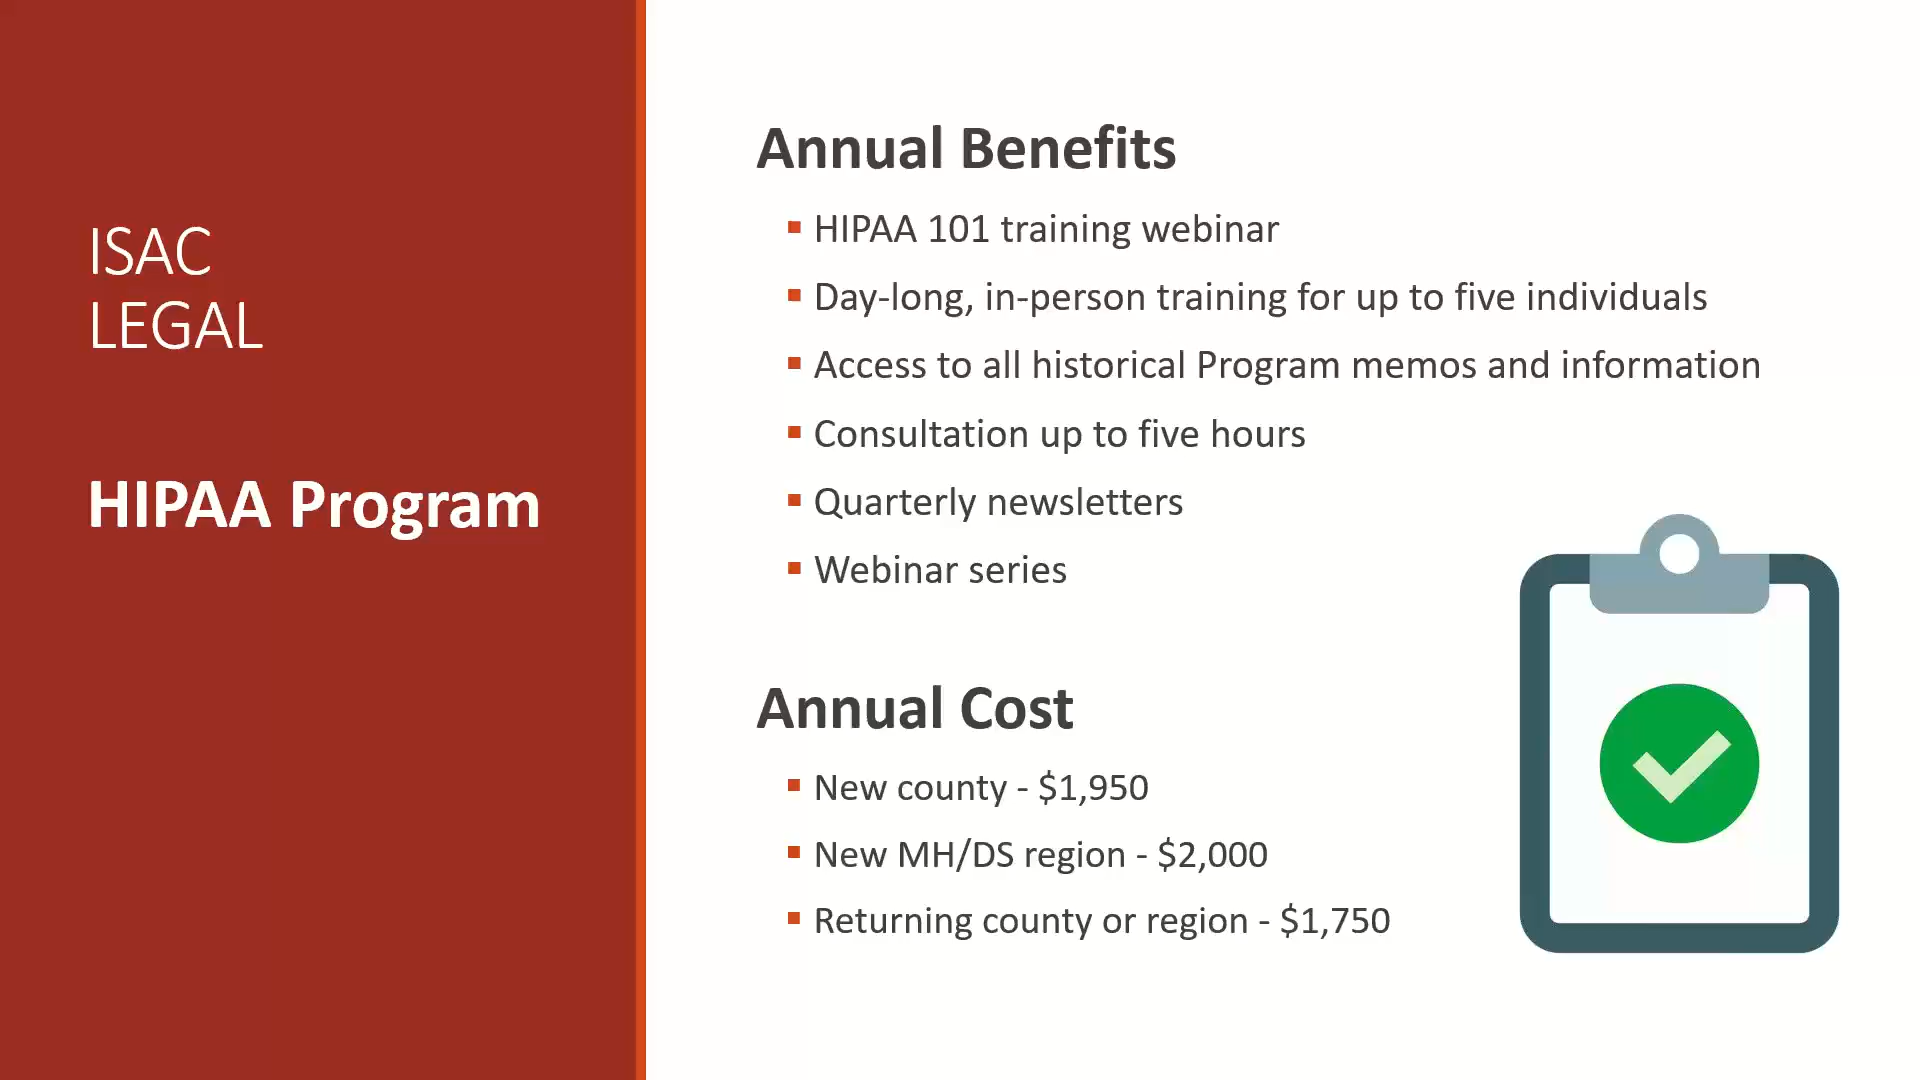 ISAC
LEGAL
HIPAA Program
Annual Benefits
HIPAA 101 training webinar
Day-long, in-person training for up to five individuals
Access to all historical Program memos and information
Consultation up to five hours
Quarterly newsletters
Webinar series
Annual Cost
New county - $1,950
New MH/DS region - $2,000
Returning county or region - $1,750